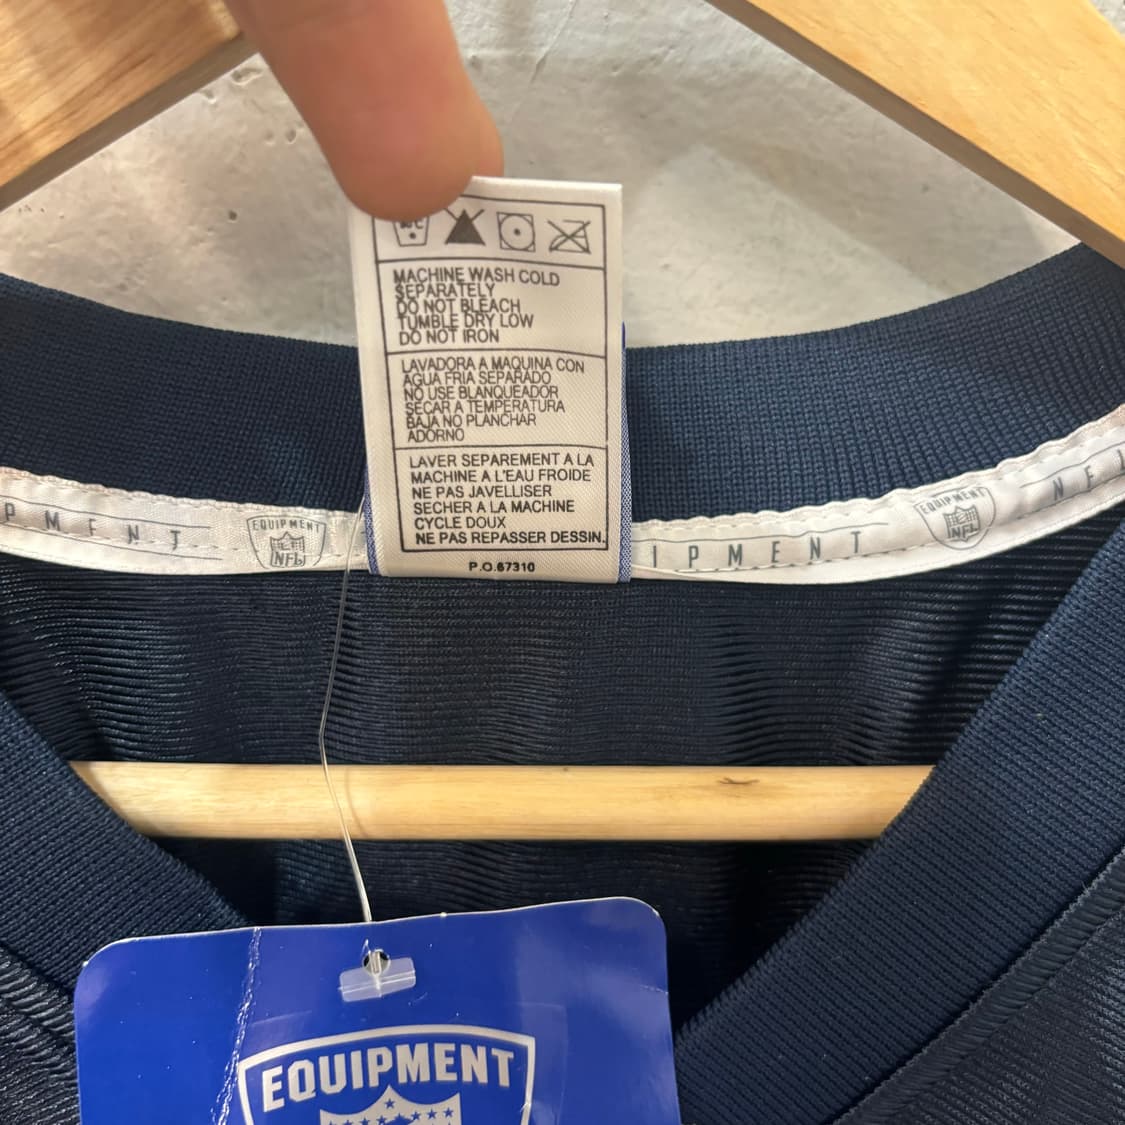 MACHINE WASH COLD
SEPARATELY
DO NOT BLEACH
TUMBLE DRY LOW
DO NOT IRON
LAVADORA A MAQUINA CON
AGUA FRIA SEPARADO
NO USE BLANQUEADOR
SECAR A TEMPERATURA
BAJA NO PLANCHAR
ADORNO
LAVER SEPAREMENT A LA
MACHINE A L'EAU FROIDE
NE PAS JAVELLISER
SECHER A LA MACHINE
CYCLE DOUX
NE PAS REPASSER DESSIN.
P.O.67310
PMENT
EQUIPMENT
NFL
IPMENT
EQUIPMENT
NFL
NFL
EQUIPMENT